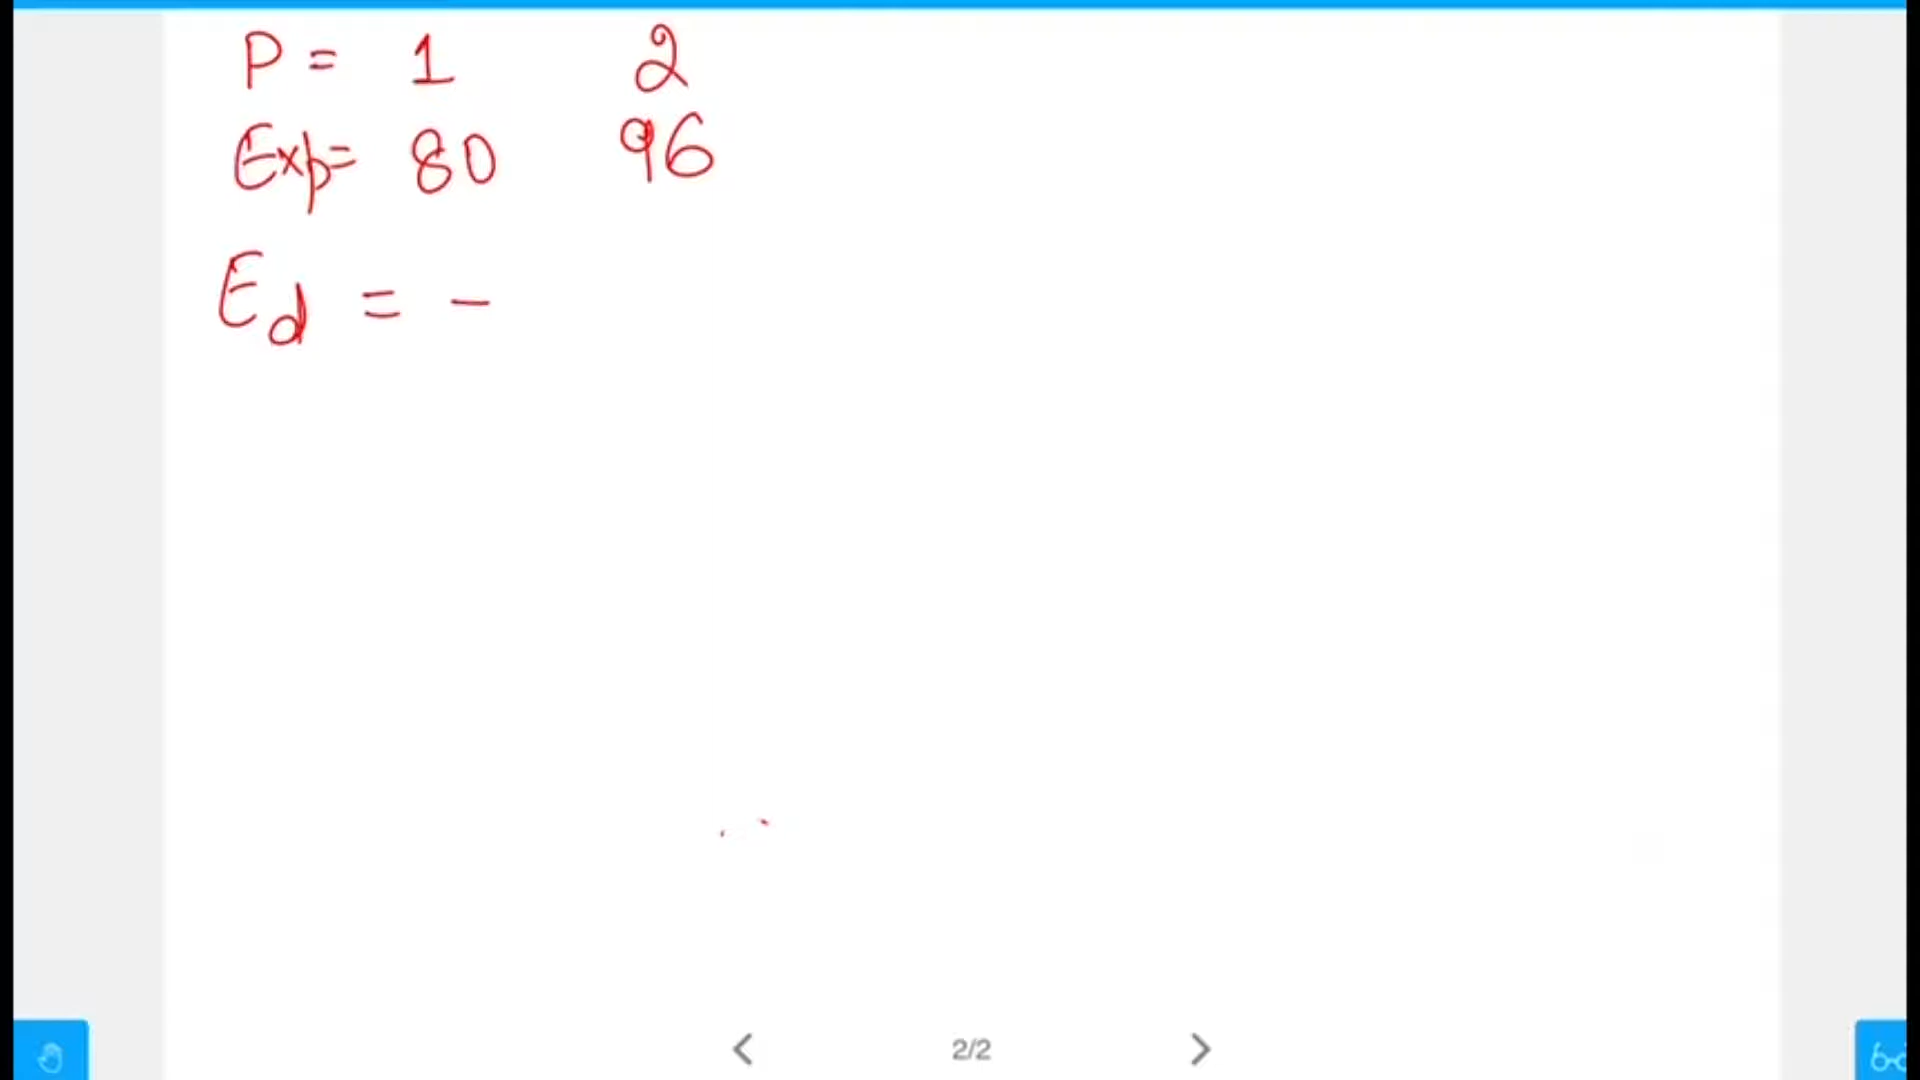 P = 1 2
Exp= 80 96
Ed = -
2/2